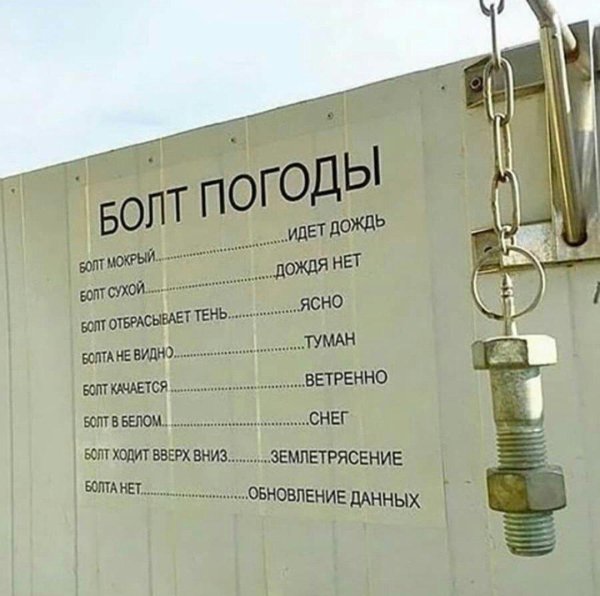 БОЛТ ПОГОДЫ
БОЛТ МОКРЫЙ..............................ИДЕТ ДОЖДЬ
БОЛТ СУХОЙ..............................ДОЖДЯ НЕТ
БОЛТ ОТБРАСЫВАЕТ ТЕНЬ.................ЯСНО
БОЛТА НЕ ВИДНО..............................ТУМАН
БОЛТ КАЧАЕТСЯ..............................ВЕТРЕННО
БОЛТ В БЕЛОМ..............................СНЕГ
БОЛТ ХОДИТ ВВЕРХ ВНИЗ..........ЗЕМЛЕТРЯСЕНИЕ
БОЛТА НЕТ.........................ОБНОВЛЕНИЕ ДАННЫХ